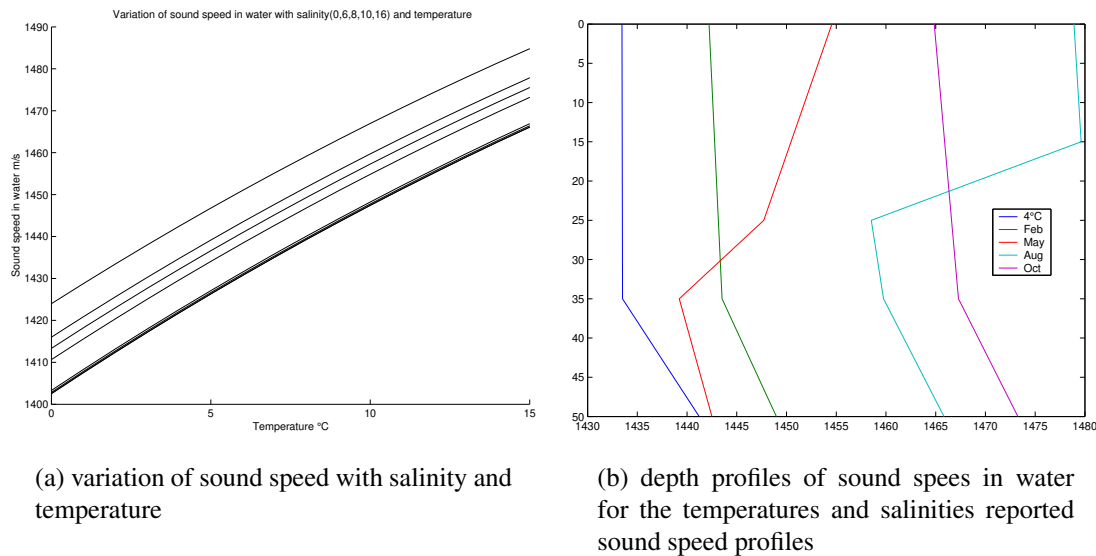 Variation of sound speed in water with salinity(0,6,8,10,16) and temperature
1490
1480
1470
1460
1450
1440
1430
1420
1410
1400
Sound speed in water m/s
0 5 10 15
Temperature °C
0
5
10
15
20
25
30
35
40
45
50
4°C
Feb
May
Aug
Oct
1430 1435 1440 1445 1450 1455 1460 1465 1470 1475 1480
(a) variation of sound speed with salinity and
temperature
(b) depth profiles of sound spees in water
for the temperatures and salinities reported
sound speed profiles